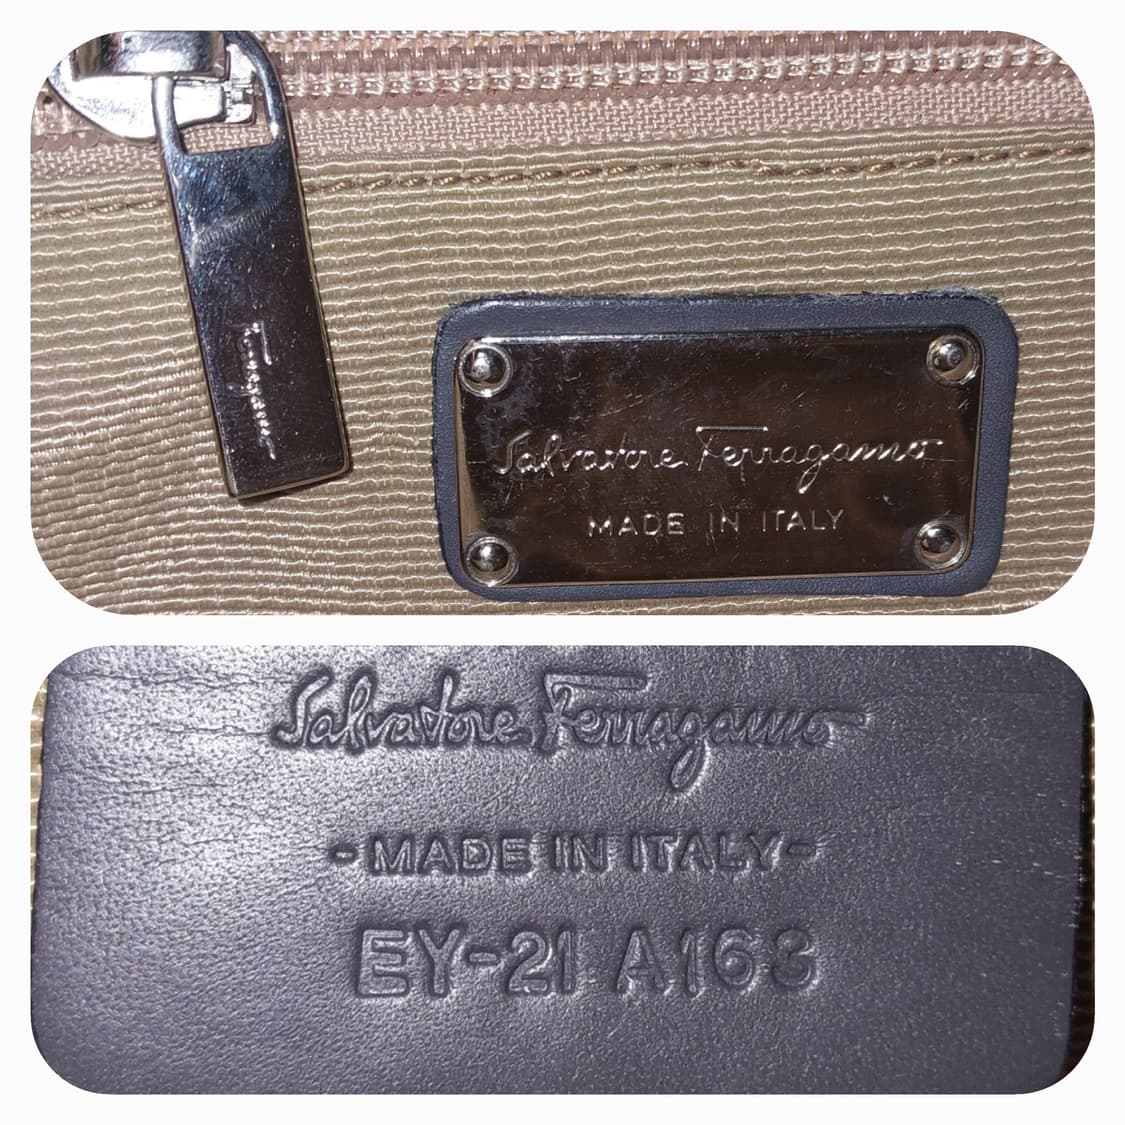 Ferragamo
Salvatore Ferragamo
MADE IN ITALY
Salvatore Ferragamo
-MADE IN ITALY-
EY-21 A163